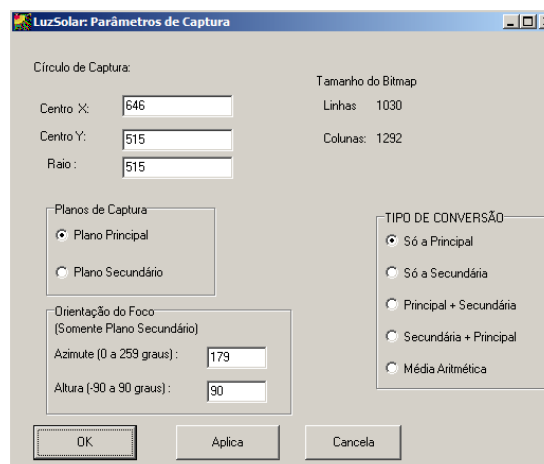 LuzSolar: Parâmetros de Captura
Círculo de Captura:
Centro X: 646
Centro Y: 515
Raio : 515
Tamanho do Bitmap
Linhas 1030
Colunas: 1292
Planos de Captura
Plano Principal
Plano Secundário
Orientação do Foco
(Somente Plano Secundário)
Azimute (0 a 259 graus) : 179
Altura (-90 a 90 graus) : 90
TIPO DE CONVERSÃO
Só a Principal
Só a Secundária
Principal + Secundária
Secundária + Principal
Média Aritmética
OK
Aplica
Cancela